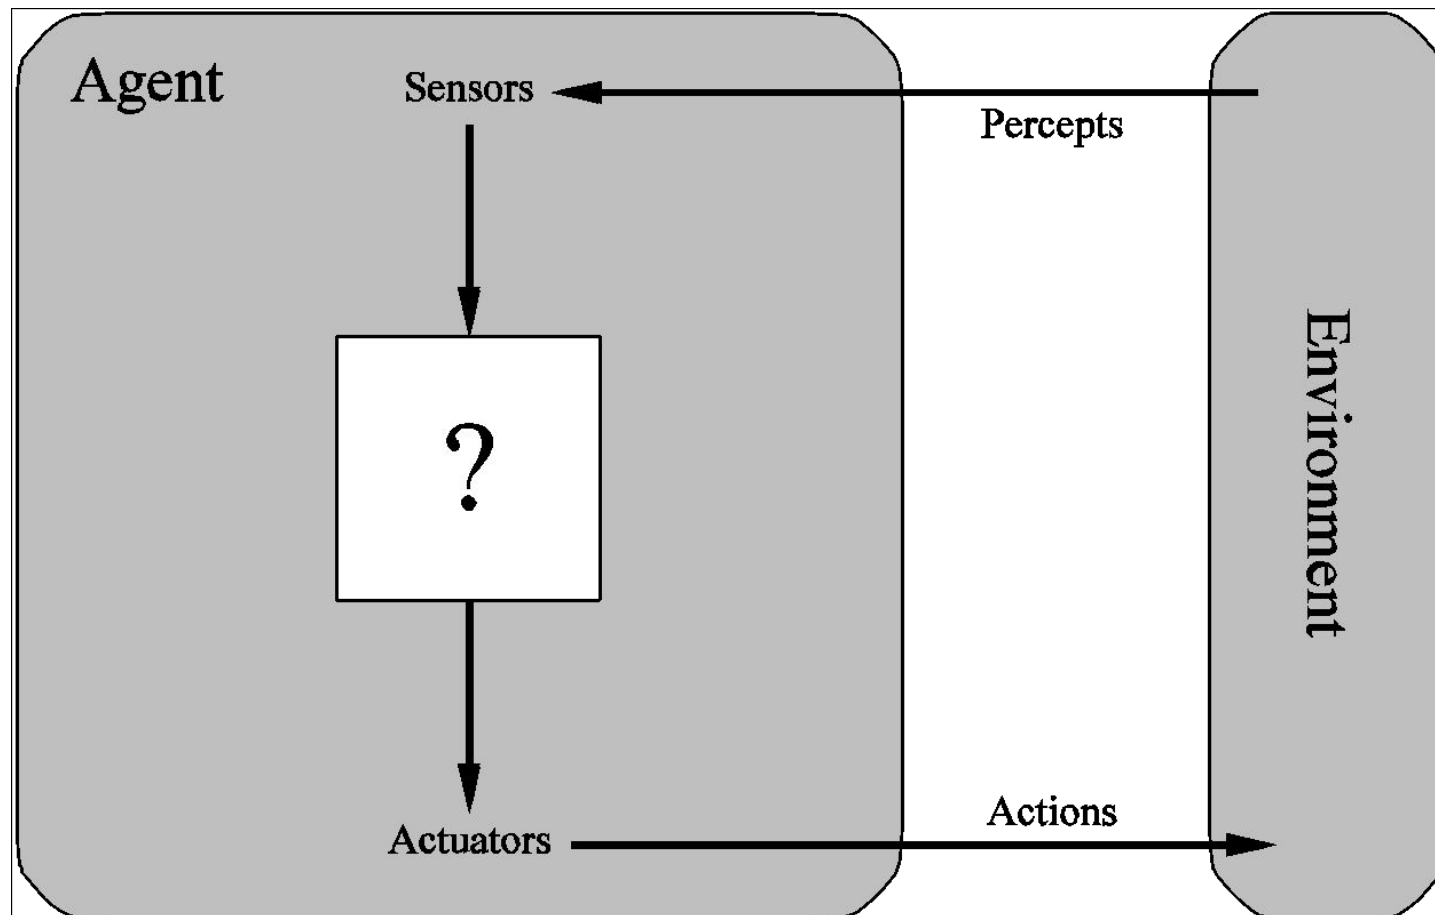 Agent
Sensors
Percepts
?
Environment
Actions
Actuators